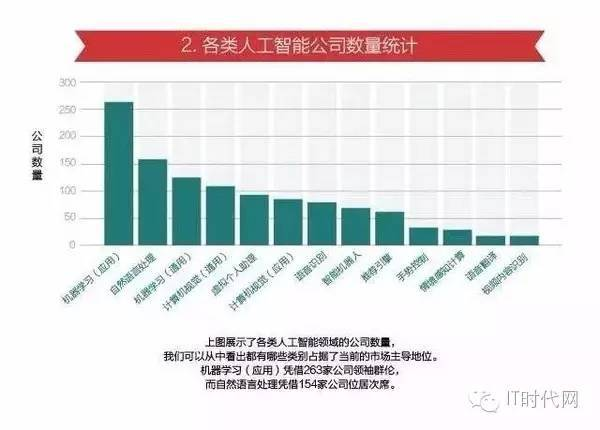 2. 各类人工智能公司数量统计
300
250
200
150
100
50
0
公司数量
机器学习（应用）
自然语言处理
机器学习（通用）
计算机视觉（通用）
虚拟个人助理
计算机视觉（应用）
语音识别
智能机器人
推荐引擎
手势控制
情境感知计算
语音翻译
视频内容识别
上图展示了各类人工智能领域的公司数量，
我们可以从中看出都有哪些类别占据了当前的市场主导地位。
机器学习（应用）凭借263家公司领袖群伦，
而自然语言处理凭借154家公司位居次席。
IT时代网